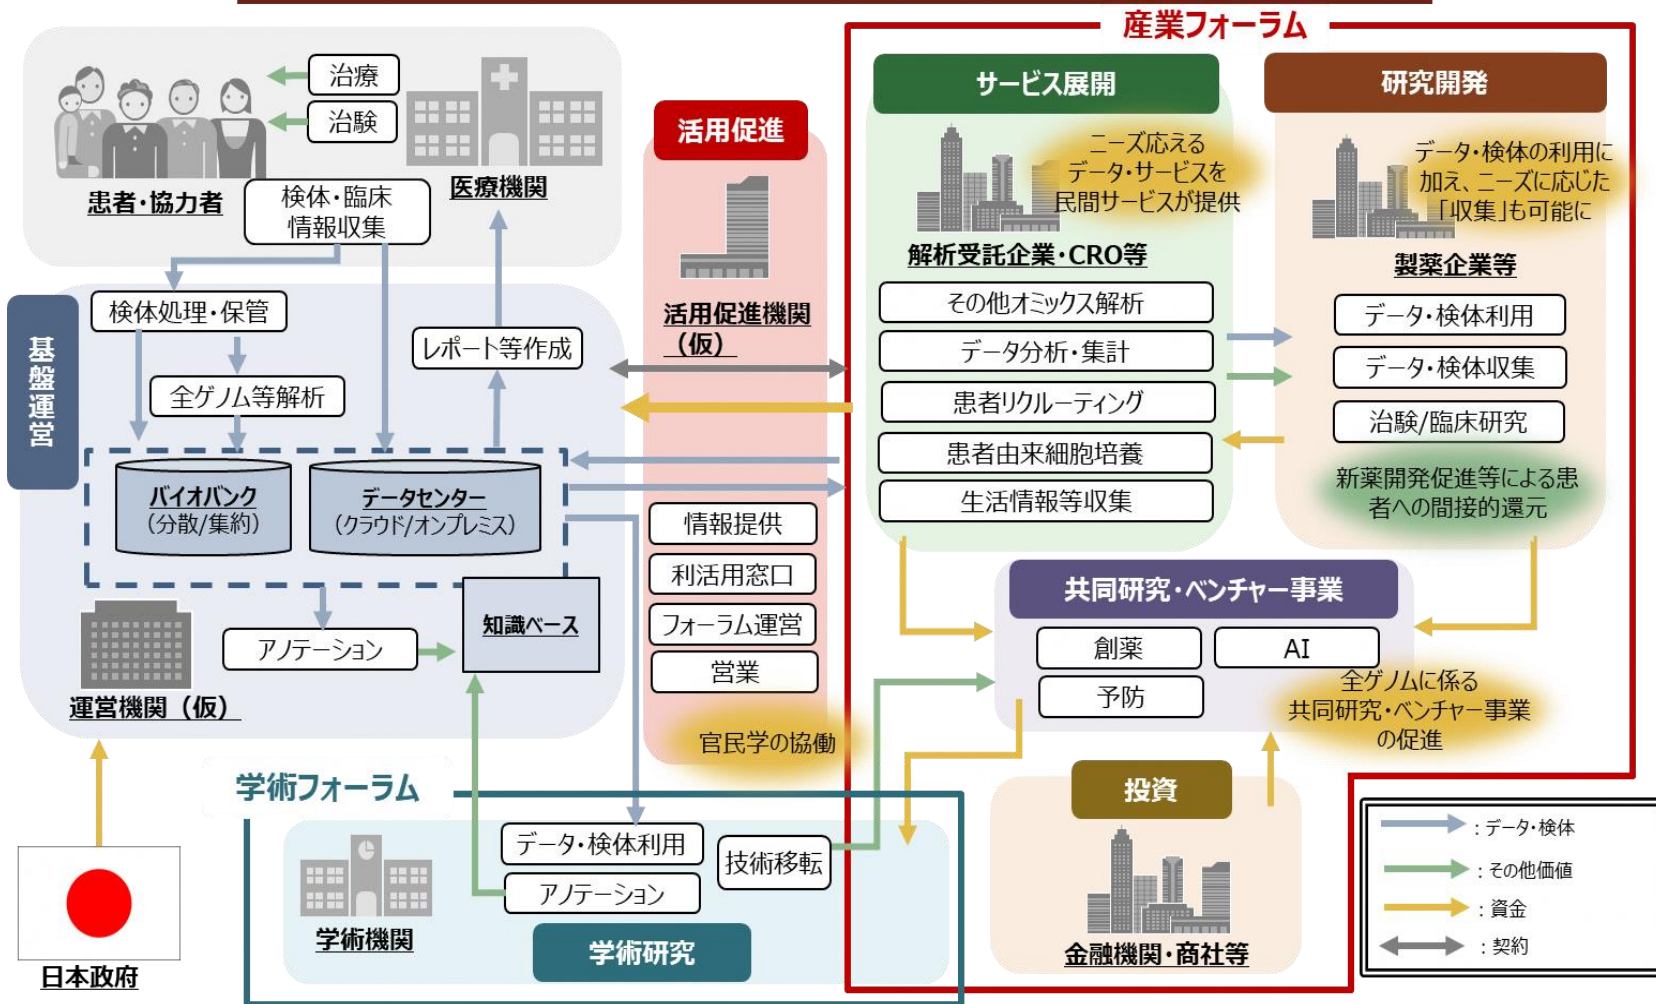 産業フォーラム
治療
治験
患者・協力者
医療機関
検体・臨床
情報収集
基盤運営
検体処理・保管
全ゲノム等解析
レポート等作成
バイオバンク
（分散/集約）
データセンター
（クラウド/オンプレミス）
アノテーション
知識ベース
運営機関（仮）
日本政府
活用促進
活用促進機関
（仮）
情報提供
利活用窓口
フォーラム運営
営業
官民学の協働
サービス展開
ニーズ応える
データ・サービスを
民間サービスが提供
解析受託企業・CRO等
その他オミックス解析
データ分析・集計
患者リクルーティング
患者由来細胞培養
生活情報等収集
研究開発
データ・検体の利用に
加え、ニーズに応じた
「収集」も可能に
製薬企業等
データ・検体利用
データ・検体収集
治験/臨床研究
新薬開発促進等による患
者への間接的還元
共同研究・ベンチャー事業
創薬
AI
予防
全ゲノムに係る
共同研究・ベンチャー事業
の促進
投資
金融機関・商社等
学術フォーラム
データ・検体利用
アノテーション
技術移転
学術機関
学術研究
：データ・検体
：その他価値
：資金
：契約